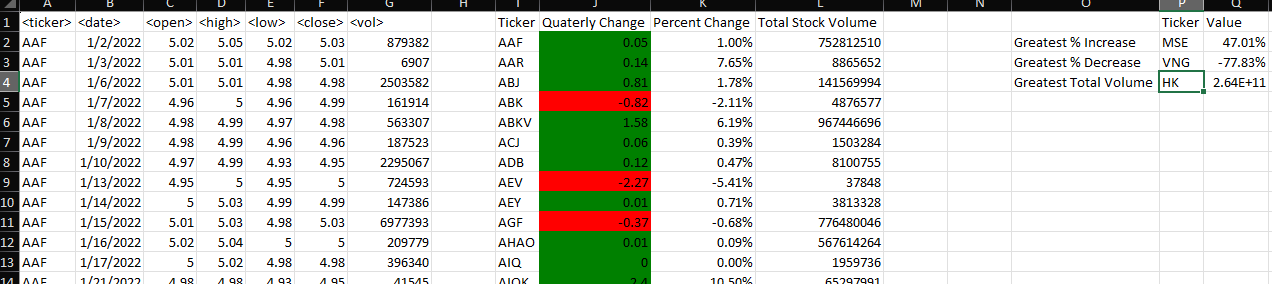 A B C D E F G H I J K L M N O P Q
1 <ticker> <date> <open> <high> <low> <close> <vol> Ticker Quaterly Change Percent Change Total Stock Volume Ticker Value
2 AAF 1/2/2022 5.02 5.05 5.02 5.03 879382 AAF 0.05 1.00% 752812510 Greatest % Increase MSE 47.01%
3 AAF 1/3/2022 5.01 5.01 4.98 5.01 6907 AAR 0.14 7.65% 8865652 Greatest % Decrease VNG -77.83%
4 AAF 1/6/2022 5.01 5.01 4.98 4.98 2503582 ABJ 0.81 1.78% 141569994 Greatest Total Volume HK 2.64E+11
5 AAF 1/7/2022 4.96 5 4.96 4.99 161914 ABK -0.82 -2.11% 4876577
6 AAF 1/8/2022 4.98 4.99 4.97 4.98 563307 ABKV 1.58 6.19% 967446696
7 AAF 1/9/2022 4.98 4.99 4.96 4.96 187523 ACJ 0.06 0.39% 1503284
8 AAF 1/10/2022 4.97 4.99 4.93 4.95 2295067 ADB 0.12 0.47% 8100755
9 AAF 1/13/2022 4.95 5 4.95 5 724593 AEV -2.27 -5.41% 37848
10 AAF 1/14/2022 5 5.03 4.99 4.99 147386 AEY 0.01 0.71% 3813328
11 AAF 1/15/2022 5.01 5.03 4.98 5.03 6977393 AGF -0.37 -0.68% 776480046
12 AAF 1/16/2022 5.02 5.04 5 5 209779 AHAO 0.01 0.09% 567614264
13 AAF 1/17/2022 5 5.02 4.98 4.98 396340 AIQ 0 0.00% 1959736
14 AAF 1/21/2022 4.98 4.98 4.93 4.95 41545 AIQK 2.4 10.50% 65297991